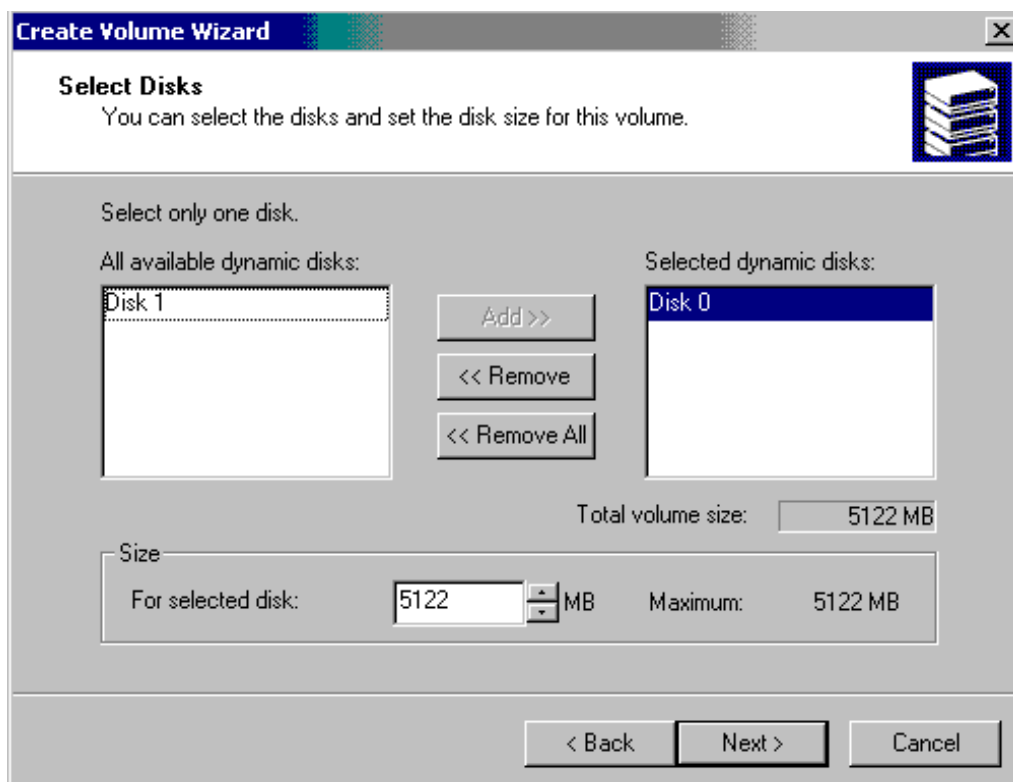 Create Volume Wizard
Select Disks
You can select the disks and set the disk size for this volume.
Select only one disk.
All available dynamic disks:
Selected dynamic disks:
Disk 1
Disk 0
Add >>
<< Remove
<< Remove All
Total volume size: 5122 MB
Size
For selected disk: 5122 MB Maximum: 5122 MB
< Back Next > Cancel